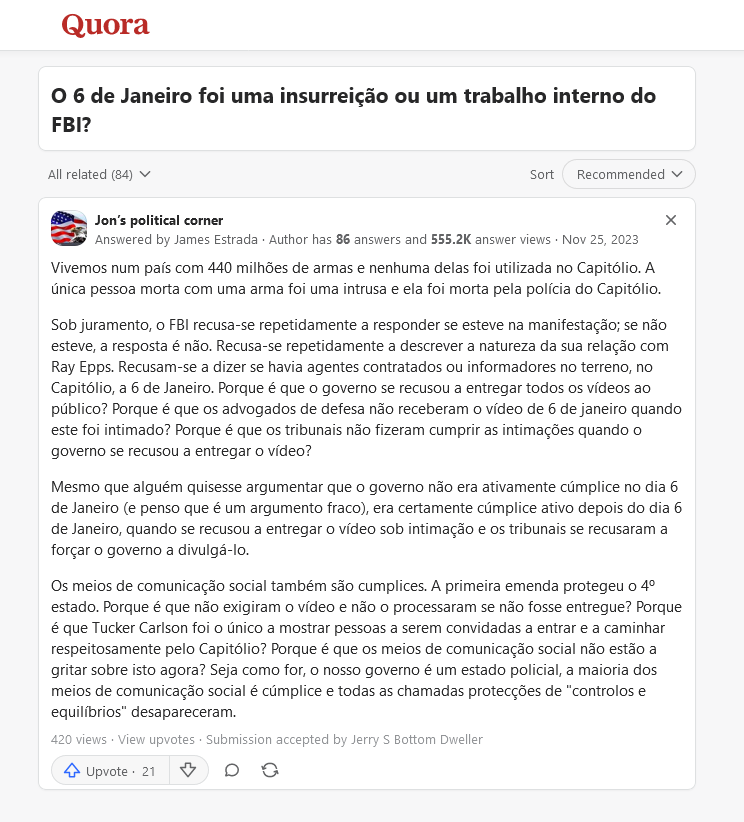 Quora
O 6 de Janeiro foi uma insurreição ou um trabalho interno do
FBI?
All related (84)
Sort
Recommended
Jon's political corner
Answered by James Estrada · Author has 86 answers and 555.2K answer views · Nov 25, 2023
Vivemos num país com 440 milhões de armas e nenhuma delas foi utilizada no Capitólio. A
única pessoa morta com uma arma foi uma intrusa e ela foi morta pela polícia do Capitólio.
Sob juramento, o FBI recusa-se repetidamente a responder se esteve na manifestação; se não
esteve, a resposta é não. Recusa-se repetidamente a descrever a natureza da sua relação com
Ray Epps. Recusam-se a dizer se havia agentes contratados ou informadores no terreno, no
Capitólio, a 6 de Janeiro. Porque é que o governo se recusou a entregar todos os vídeos ao
público? Porque é que os advogados de defesa não receberam o vídeo de 6 de janeiro quando
este foi intimado? Porque é que os tribunais não fizeram cumprir as intimações quando o
governo se recusou a entregar o vídeo?
Mesmo que alguém quisesse argumentar que o governo não era ativamente cúmplice no dia 6
de Janeiro (e penso que é um argumento fraco), era certamente cúmplice ativo depois do dia 6
de Janeiro, quando se recusou a entregar o vídeo sob intimação e os tribunais se recusaram a
forçar o governo a divulgá-lo.
Os meios de comunicação social também são cumplices. A primeira emenda protegeu o 4º
estado. Porque é que não exigiram o vídeo e não o processaram se não fosse entregue? Porque
é que Tucker Carlson foi o único a mostrar pessoas a serem convidadas a entrar e a caminhar
respeitosamente pelo Capitólio? Porque é que os meios de comunicação social não estão a
gritar sobre isto agora? Seja como for, o nosso governo é um estado policial, a maioria dos
meios de comunicação social é cúmplice e todas as chamadas protecções de "controlos e
equilíbrios" desapareceram.
420 views · View upvotes · Submission accepted by Jerry S Bottom Dweller
Upvote · 21